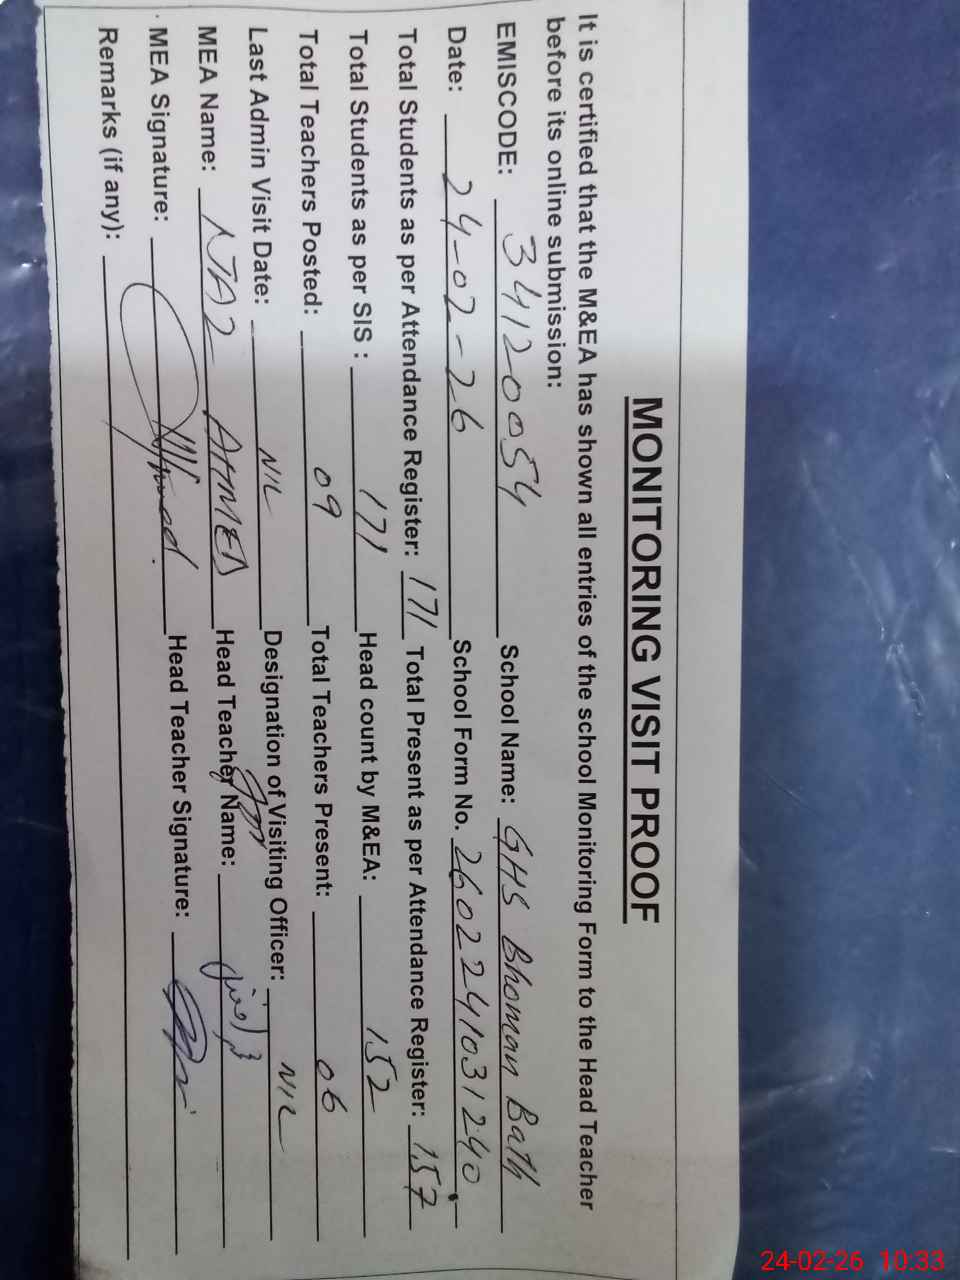 MONITORING VISIT PROOF
It is certified that the M&EA has shown all entries of the school Monitoring Form to the Head Teacher
before its online submission:
EMISCODE: 34120054 School Name: GHS Bhoman Bath
Date: 24-02-26 School Form No. 2602241031240
Total Students as per Attendance Register: 171 Total Present as per Attendance Register: 157
Total Students as per SIS : 171 Head count by M&EA: 152
Total Teachers Posted: 09 Total Teachers Present: 06
Last Admin Visit Date: NIL Designation of Visiting Officer: NIL
MEA Name: NIAZ AHMED Head Teacher Name:
MEA Signature: Head Teacher Signature:
Remarks (if any):
24-02-26 10:33